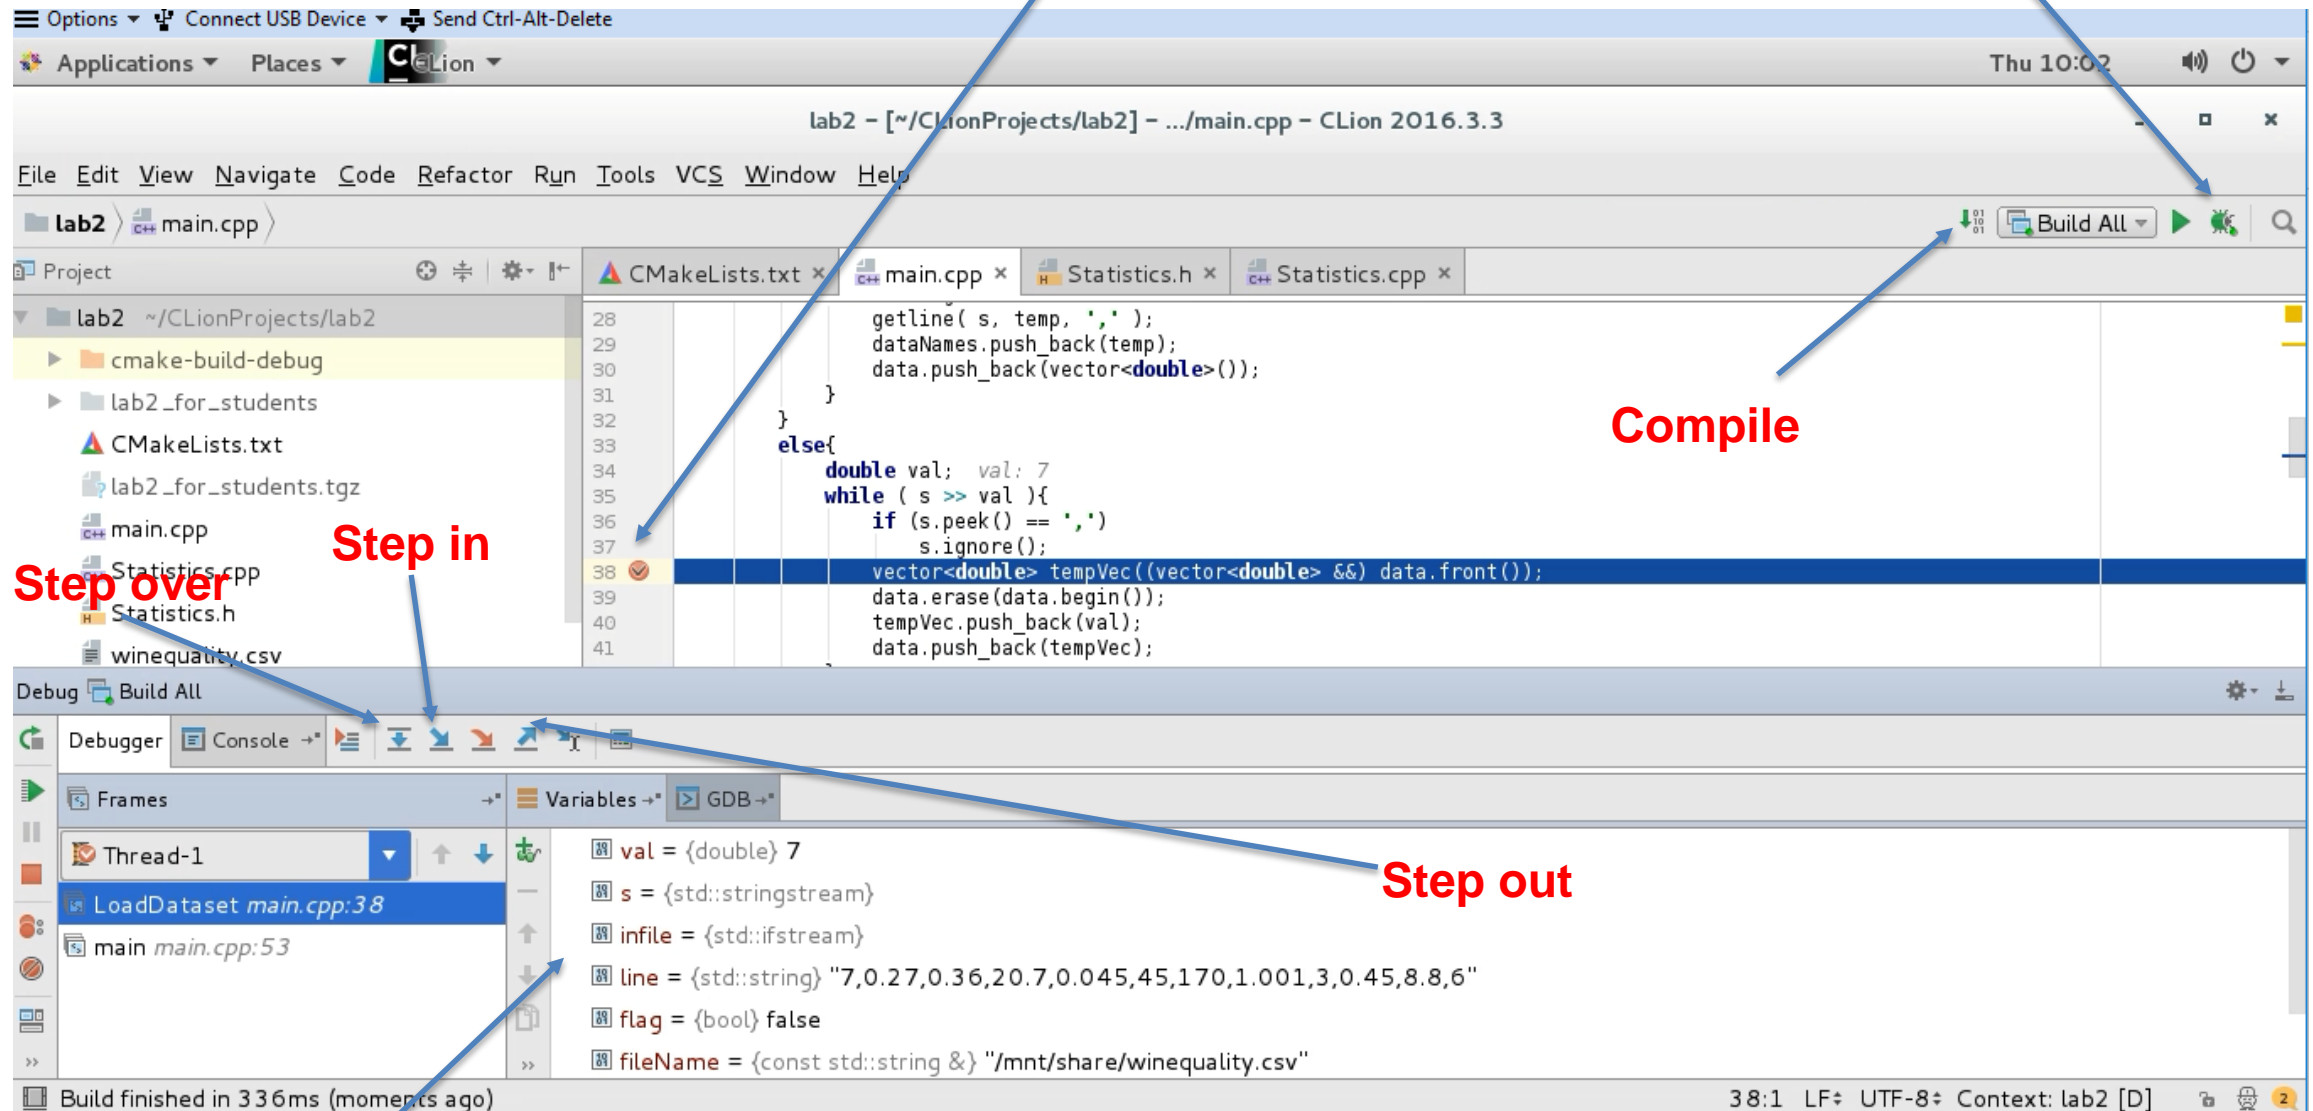 Options Connect USB Device Send Ctrl-Alt-Delete
Applications Places CLion Thu 10:02
lab2 – [~/CLionProjects/lab2] – .../main.cpp – CLion 2016.3.3
File Edit View Navigate Code Refactor Run Tools VCS Window Help
lab2 main.cpp Build All
Project
CMakeLists.txt × main.cpp × Statistics.h × Statistics.cpp ×
lab2 ~/CLionProjects/lab2
cmake-build-debug
lab2_for_students
CMakeLists.txt
lab2_for_students.tgz
main.cpp
Statistics.cpp
Statistics.h
winequality.csv
28 getline( s, temp, ',' );
29 dataNames.push_back(temp);
30 data.push_back(vector<double>());
31 }
32 }
33 else{
34 double val; val: 7
35 while ( s >> val ){
36 if (s.peek() == ',')
37 s.ignore();
38 vector<double> tempVec((vector<double> &&) data.front());
39 data.erase(data.begin());
40 tempVec.push_back(val);
41 data.push_back(tempVec);
Compile
Step in
Step over
Step out
Debug Build All
Debugger Console
Frames
Variables GDB
Thread-1
LoadDataset main.cpp:38
main main.cpp:53
val = {double} 7
s = {std::stringstream}
infile = {std::ifstream}
line = {std::string} "7,0.27,0.36,20.7,0.045,45,170,1.001,3,0.45,8.8,6"
flag = {bool} false
fileName = {const std::string &} "/mnt/share/winequality.csv"
Build finished in 336ms (moments ago) 38:1 LF UTF-8 Context: lab2 [D] 2